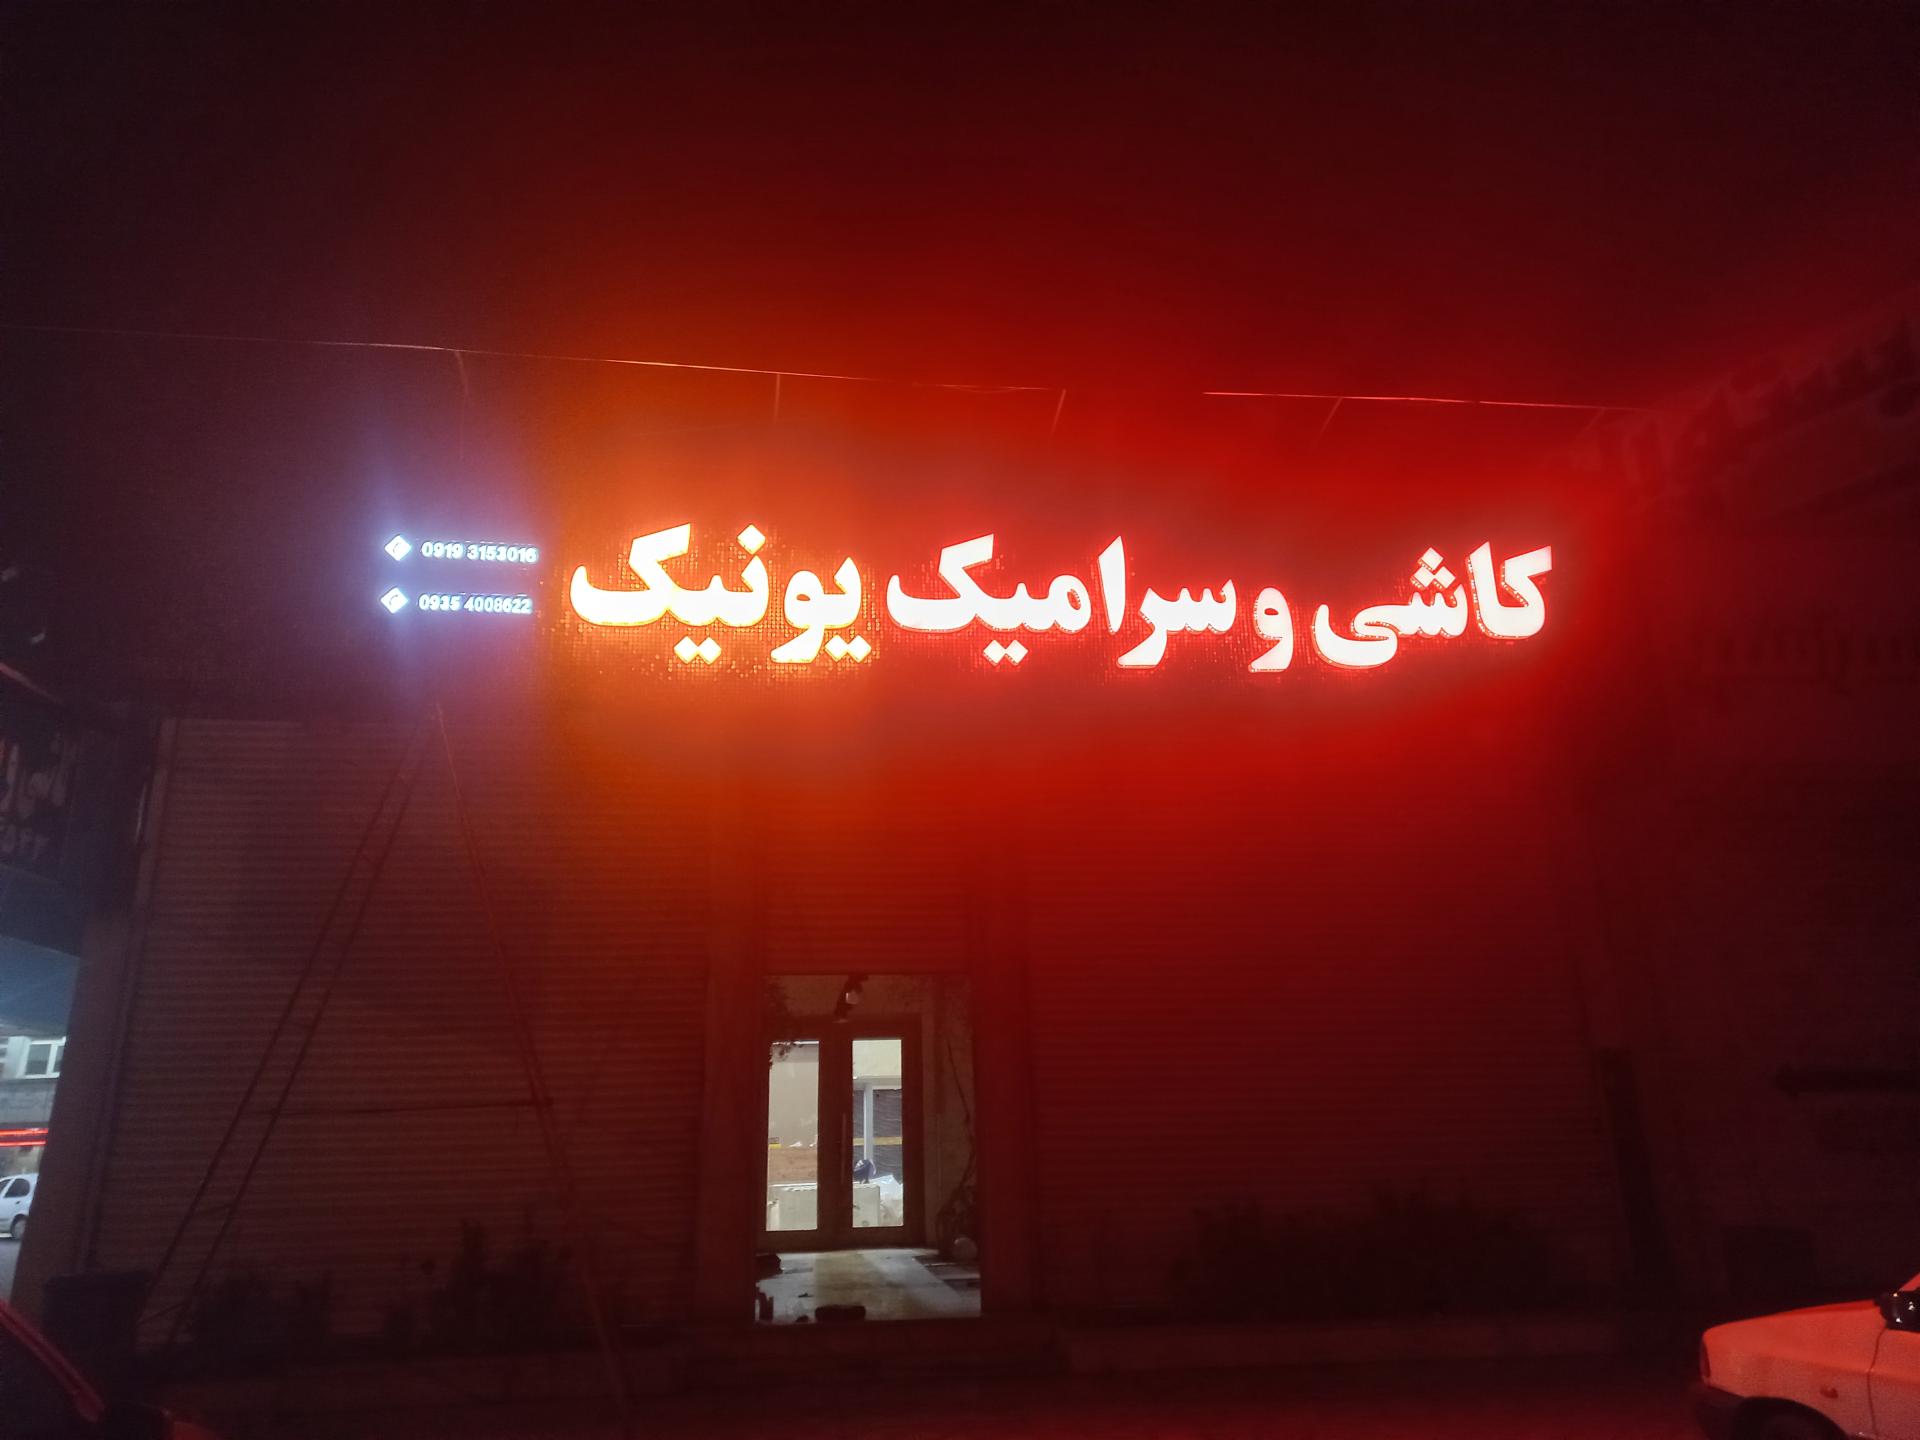 کاشی و سرامیک یونیک
0919 3153016
0935 4008622